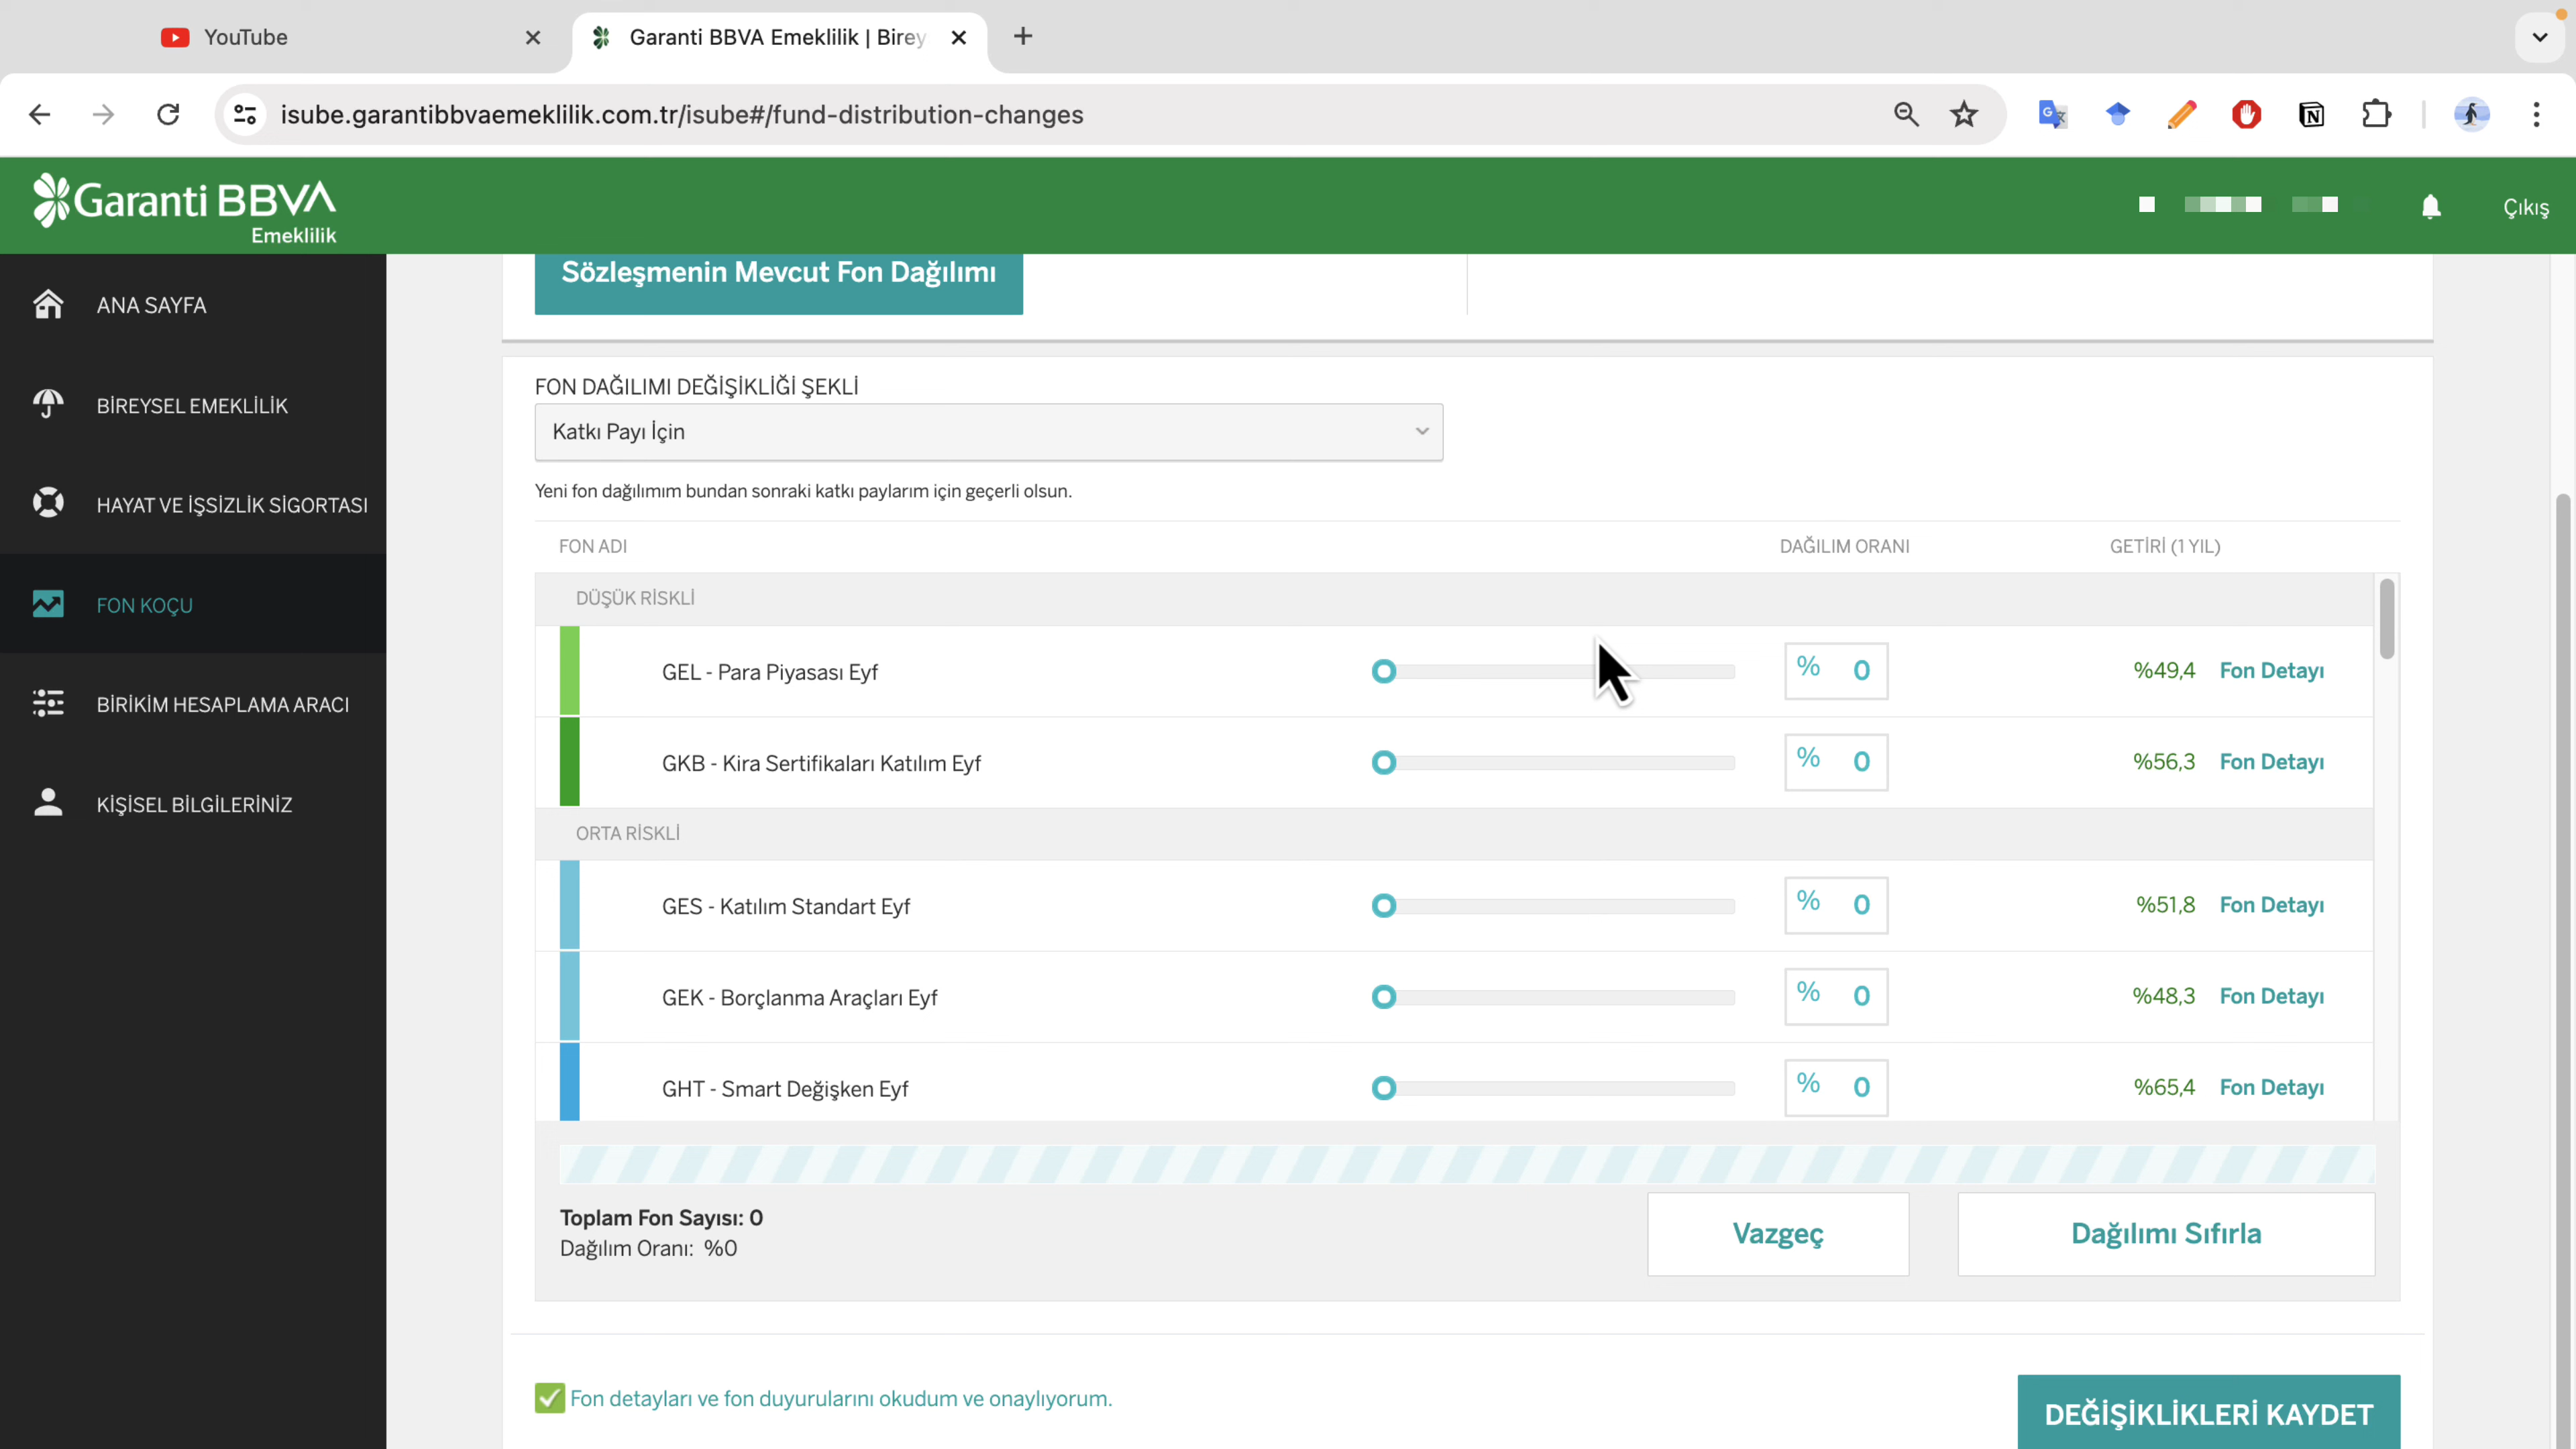 YouTube
Garanti BBVA Emeklilik | Birey
isube.garantibbvaemeklilik.com.tr/isube#/fund-distribution-changes
Garanti BBVA
Emeklilik
Çıkış
ANA SAYFA
BİREYSEL EMEKLİLİK
HAYAT VE İŞSİZLİK SİGORTASI
FON KOÇU
BİRİKİM HESAPLAMA ARACI
KİŞİSEL BİLGİLERİNİZ
Sözleşmenin Mevcut Fon Dağılımı
FON DAĞILIMI DEĞİŞİKLİĞİ ŞEKLİ
Katkı Payı İçin
Yeni fon dağılımım bundan sonraki katkı paylarım için geçerli olsun.
FON ADI DAĞILIM ORANI GETİRİ (1 YIL)
DÜŞÜK RİSKLİ
GEL - Para Piyasası Eyf % 0 %49,4 Fon Detayı
GKB - Kira Sertifikaları Katılım Eyf % 0 %56,3 Fon Detayı
ORTA RİSKLİ
GES - Katılım Standart Eyf % 0 %51,8 Fon Detayı
GEK - Borçlanma Araçları Eyf % 0 %48,3 Fon Detayı
GHT - Smart Değişken Eyf % 0 %65,4 Fon Detayı
Toplam Fon Sayısı: 0
Dağılım Oranı: %0
Vazgeç
Dağılımı Sıfırla
Fon detayları ve fon duyurularını okudum ve onaylıyorum.
DEĞİŞİKLİKLERİ KAYDET